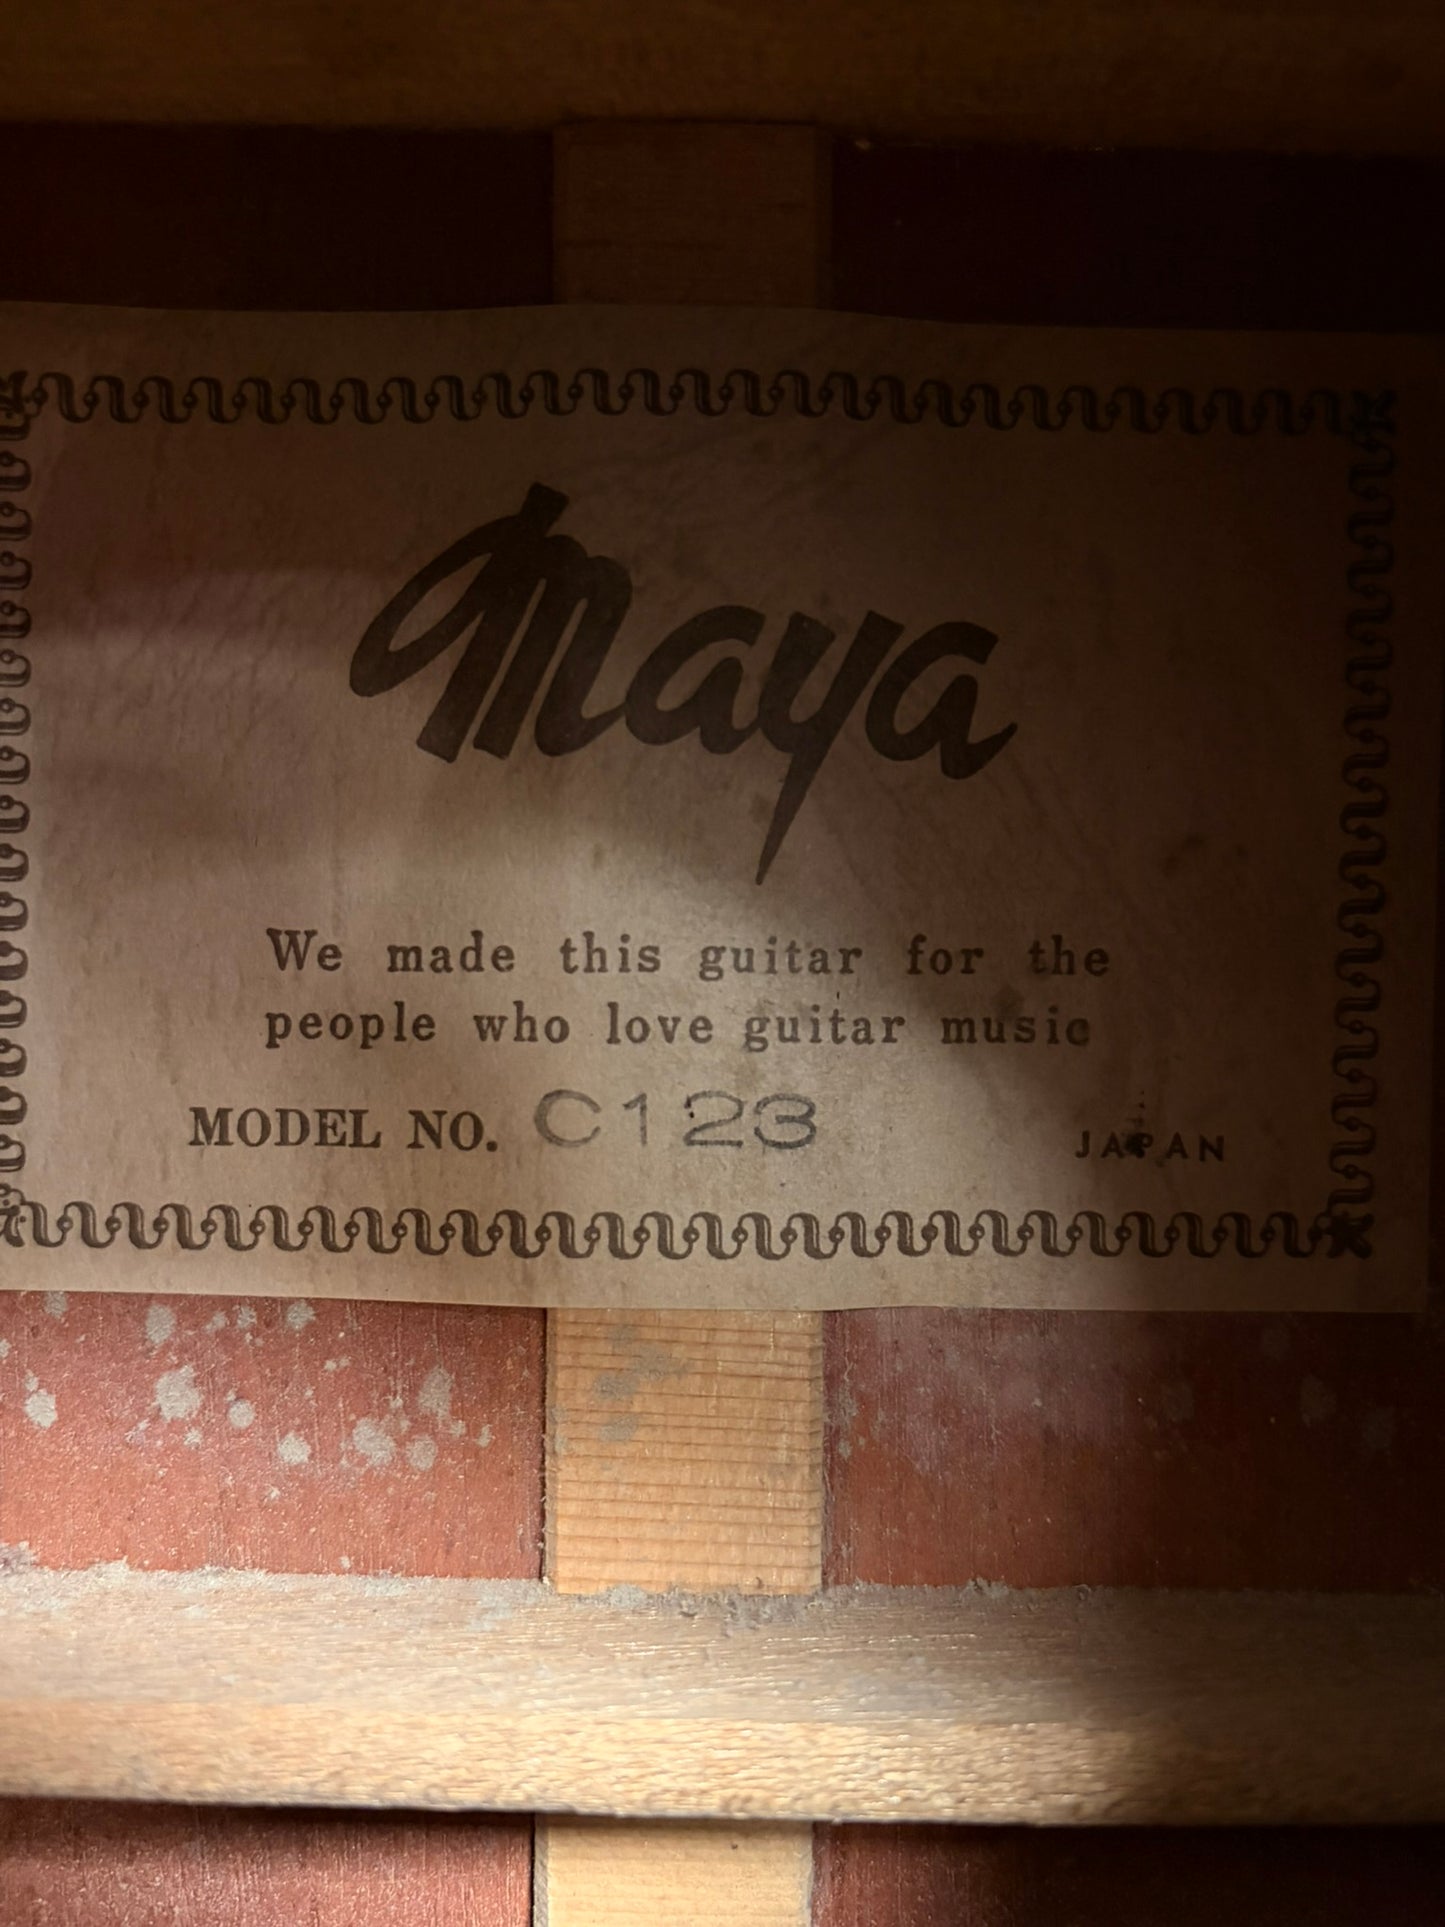 Maya
We made this guitar for the
people who love guitar music
MODEL NO. C123 JAPAN